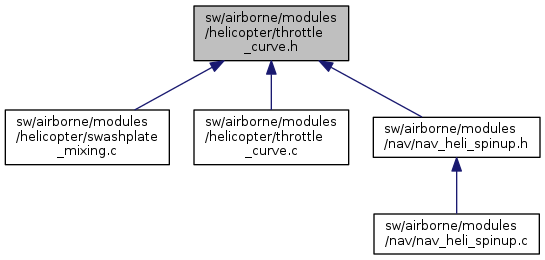 sw/airborne/modules
/helicopter/throttle
_curve.h
sw/airborne/modules
/helicopter/swashplate
_mixing.c
sw/airborne/modules
/helicopter/throttle
_curve.c
sw/airborne/modules
/nav/nav_heli_spinup.h
sw/airborne/modules
/nav/nav_heli_spinup.c